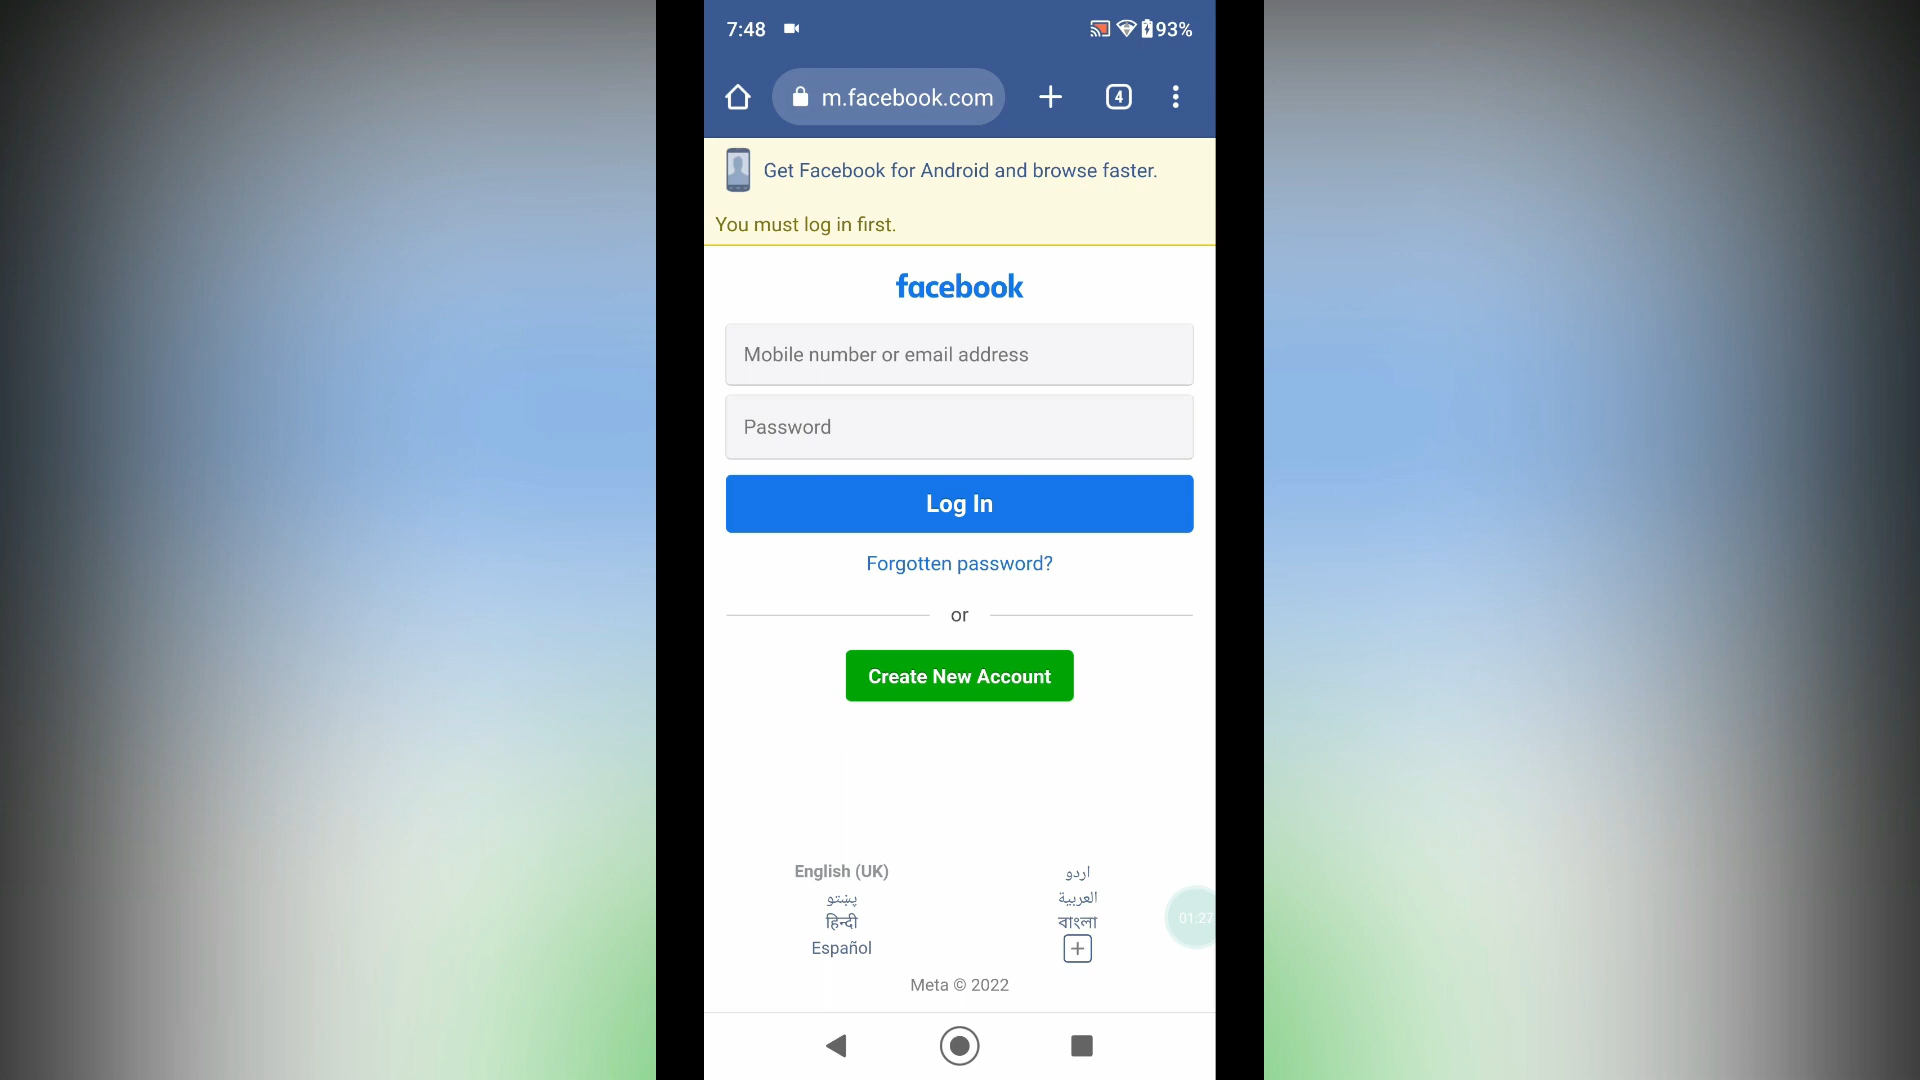 7:48 93%
m.facebook.com 4
Get Facebook for Android and browse faster.
You must log in first.
facebook
Mobile number or email address
Password
Log In
Forgotten password?
or
Create New Account
English (UK) اردو
پښتو العربية
हिन्दी বাংলা
Español
01:27
Meta © 2022